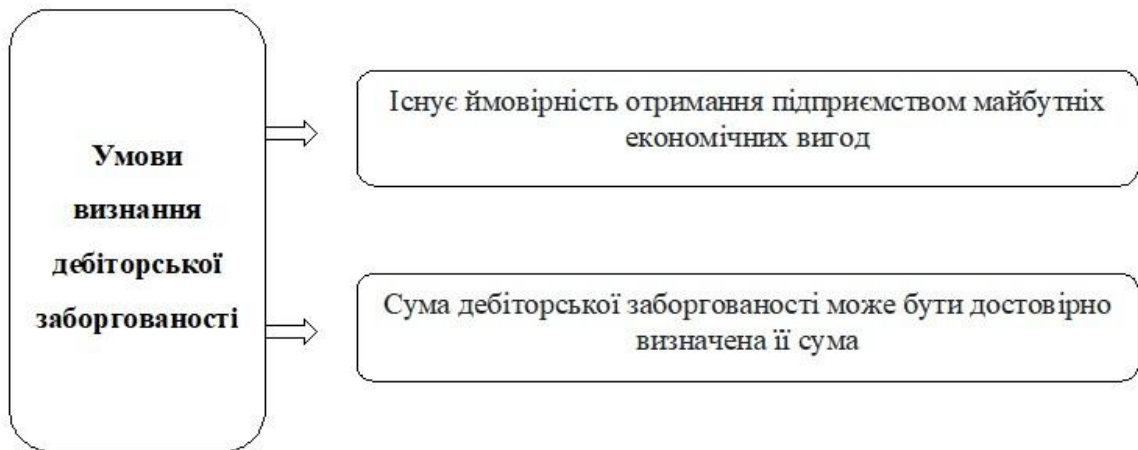 Умови
визнання
дебіторської
заборгованості
Існує ймовірність отримання підприємством майбутніх
економічних вигод
Сума дебіторської заборгованості може бути достовірно
визначена її сума